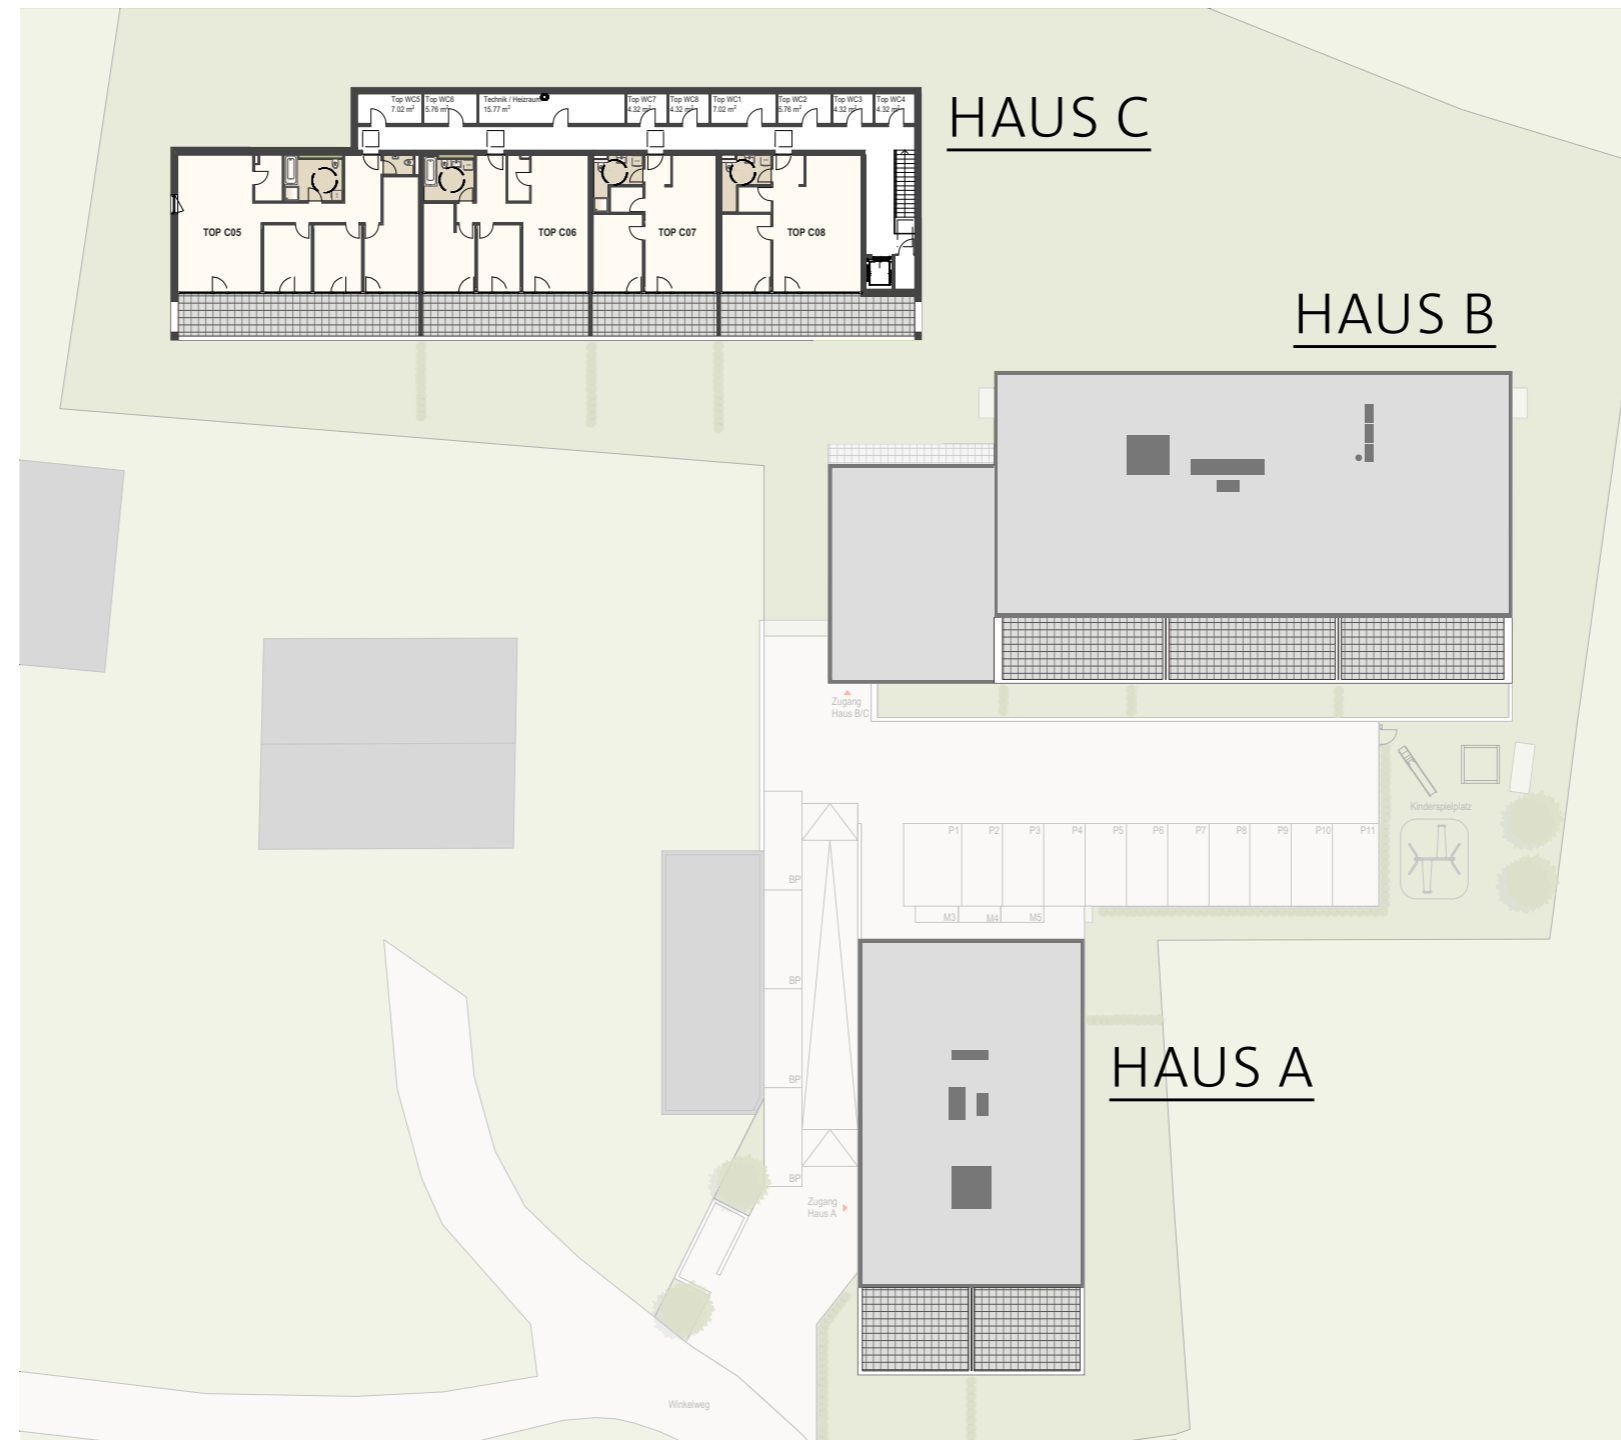 Top WC5 Top WC6 Technik / Heizraum Top WC7 Top WC8 Top WC1 Top WC2 Top WC3 Top WC4
7.02 m² 5.76 m² 15.77 m² 4.32 m² 4.32 m² 7.02 m² 5.76 m² 4.32 m² 4.32 m²
HAUS C
TOP C05 TOP C06 TOP C07 TOP C08
HAUS B
Zugang
Haus B/C
Kinderspielplatz
P1 P2 P3 P4 P5 P6 P7 P8 P9 P10 P11
BP
M3 M4 M5
BP
HAUS A
BP
BP
Zugang
Haus A
Winkelweg